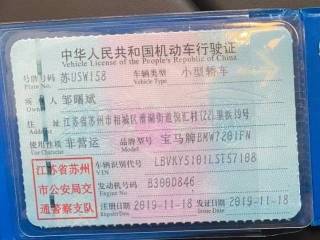 中华人民共和国机动车行驶证
Vehicle License of the People's Republic of China
号牌号码 苏U5W158 车辆类型 小型轿车
Plate No. Vehicle Type
所有人 邹曙斌
Owner
住址 江苏省苏州市相城区
Address
使用性质 非营运 品牌型号 宝马牌BMW7201FN
Use Character Model
江苏省苏州市公安局交通警察支队
车辆识别代号 LBVKY5101LST57108
VIN
发动机号码 B300D846
Engine No.
注册日期 2019-11-18 发证日期 2019-11-18
Register Date Issue Date